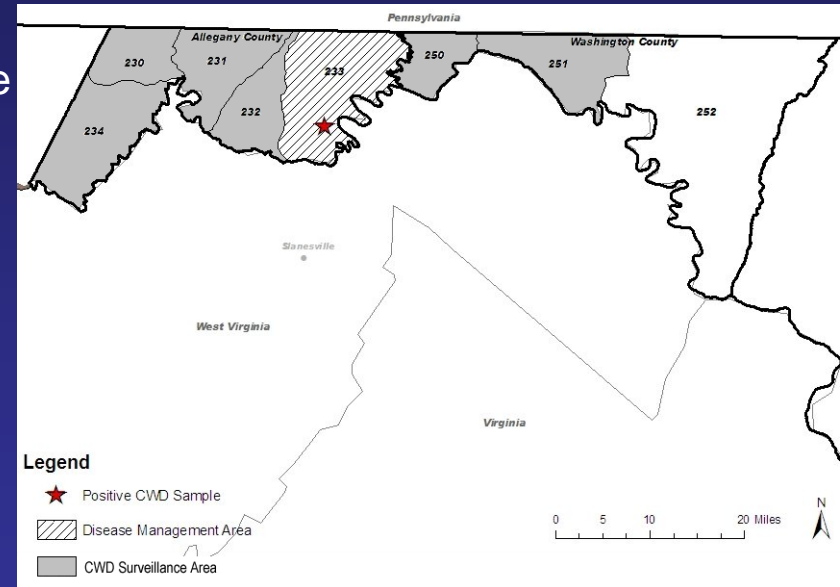 Pennsylvania
e
Allegany County
Washington County
230
231
233
250
251
232
252
234
Slanesville
West Virginia
Virginia
Legend
Positive CWD Sample
Disease Management Area
CWD Surveillance Area
0 5 10 20 Miles
N